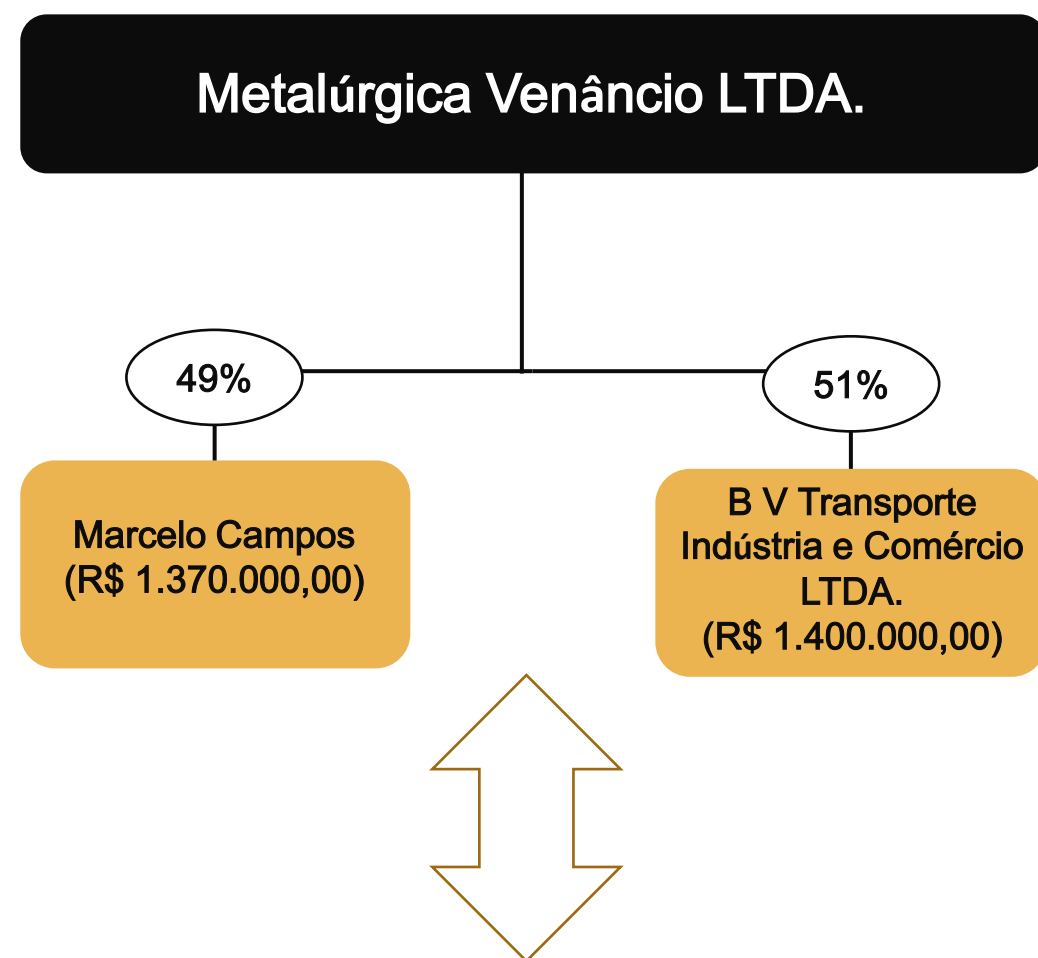 Metalúrgica Venâncio LTDA.
49%
51%
Marcelo Campos
(R$ 1.370.000,00)
B V Transporte
Indústria e Comércio
LTDA.
(R$ 1.400.000,00)